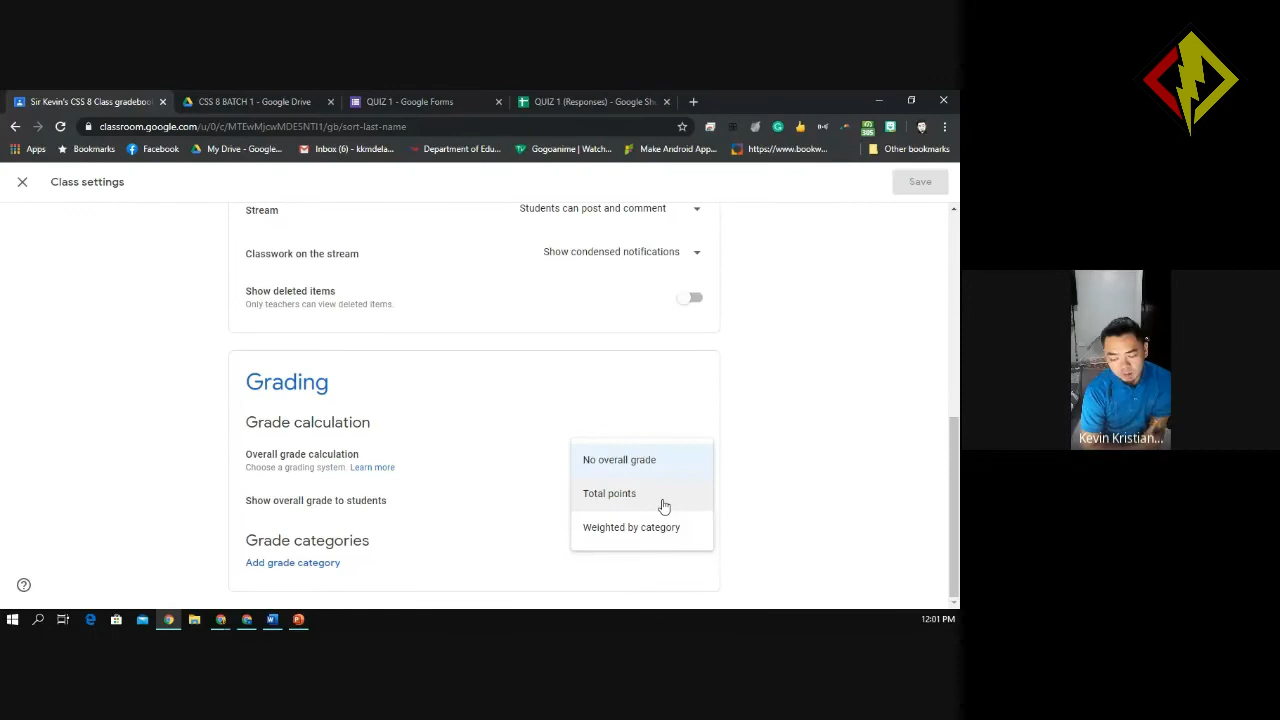 Sir Kevin's CSS 8 Class gradeboo
CSS 8 BATCH 1 - Google Drive
QUIZ 1 - Google Forms
QUIZ 1 (Responses) - Google She
classroom.google.com/u/0/c/MTEwMjcwMDE5NTI1/gb/sort-last-name
385
Apps
Bookmarks
Facebook
My Drive - Google...
Inbox (6) - kkmdela...
Department of Edu...
Gogoanime | Watch...
Make Android App...
https://www.bookw...
Other bookmarks
Class settings
Save
Stream
Students can post and comment
Classwork on the stream
Show condensed notifications
Show deleted items
Only teachers can view deleted items.
Grading
Grade calculation
Overall grade calculation
Choose a grading system. Learn more
No overall grade
Total points
Weighted by category
Show overall grade to students
Grade categories
Add grade category
Kevin Kristian...
12:01 PM